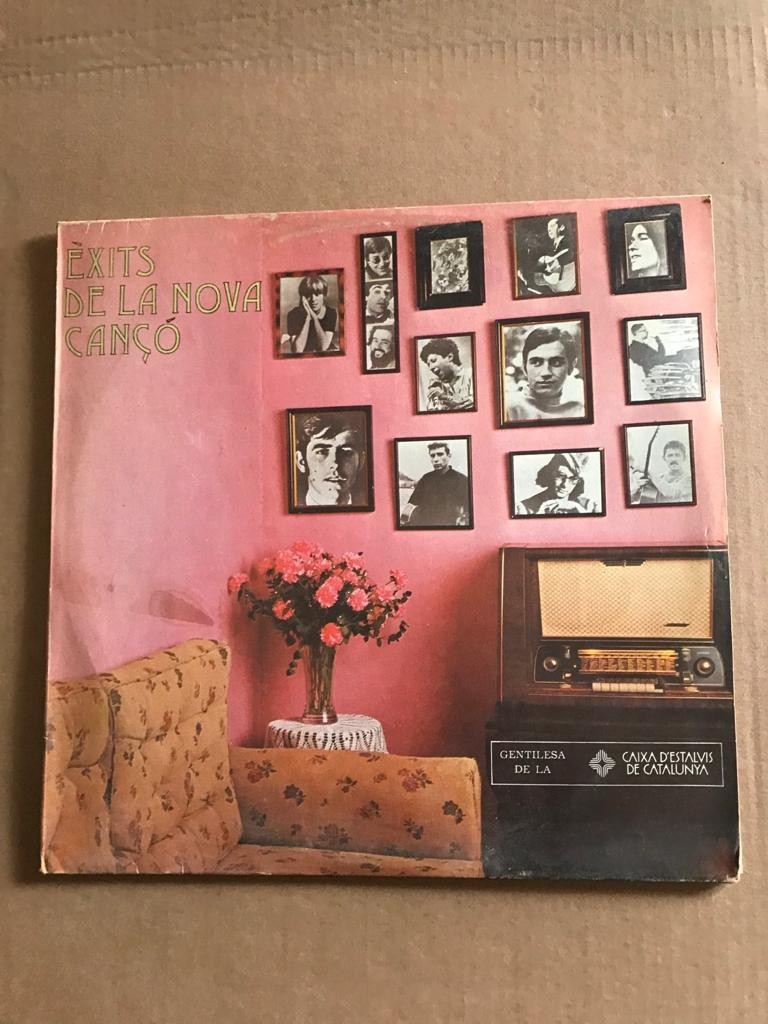 ÈXITS
DE LA NOVA
CANÇÓ
GENTILESA
DE LA
CAIXA D'ESTALVIS
DE CATALUNYA